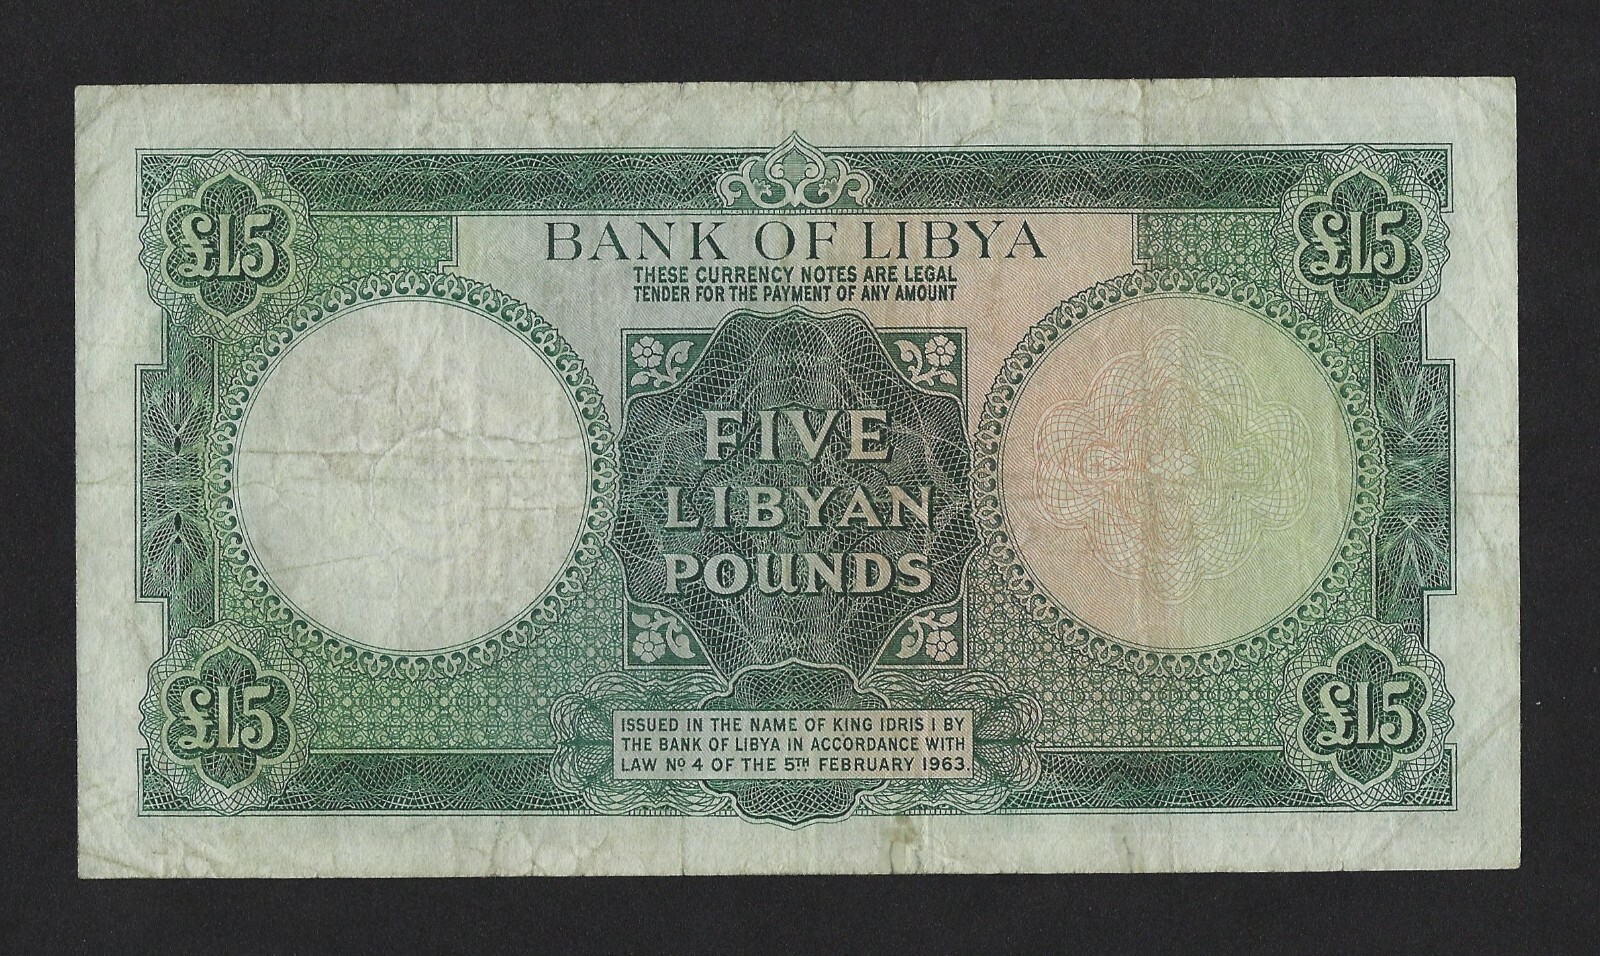 £L5
£L5
BANK OF LIBYA
THESE CURRENCY NOTES ARE LEGAL
TENDER FOR THE PAYMENT OF ANY AMOUNT
FIVE
LIBYAN
POUNDS
£L5
£L5
ISSUED IN THE NAME OF KING IDRIS I BY
THE BANK OF LIBYA IN ACCORDANCE WITH
LAW Nº 4 OF THE 5TH FEBRUARY 1963.